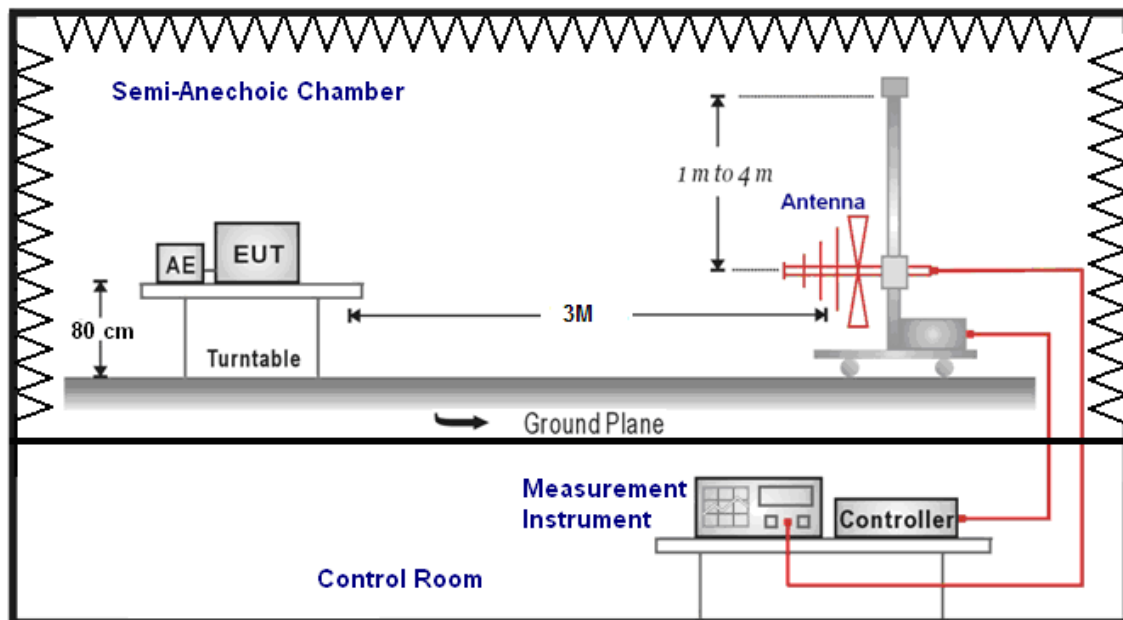 Semi-Anechoic Chamber
1 m to 4 m
Antenna
AE
EUT
80 cm
3M
Turntable
Ground Plane
Measurement
Instrument
Controller
Control Room